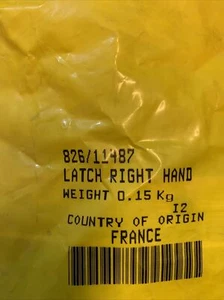 826/11487
LATCH RIGHT HAND
WEIGHT 0.15 Kg
I2
COUNTRY OF ORIGIN
FRANCE